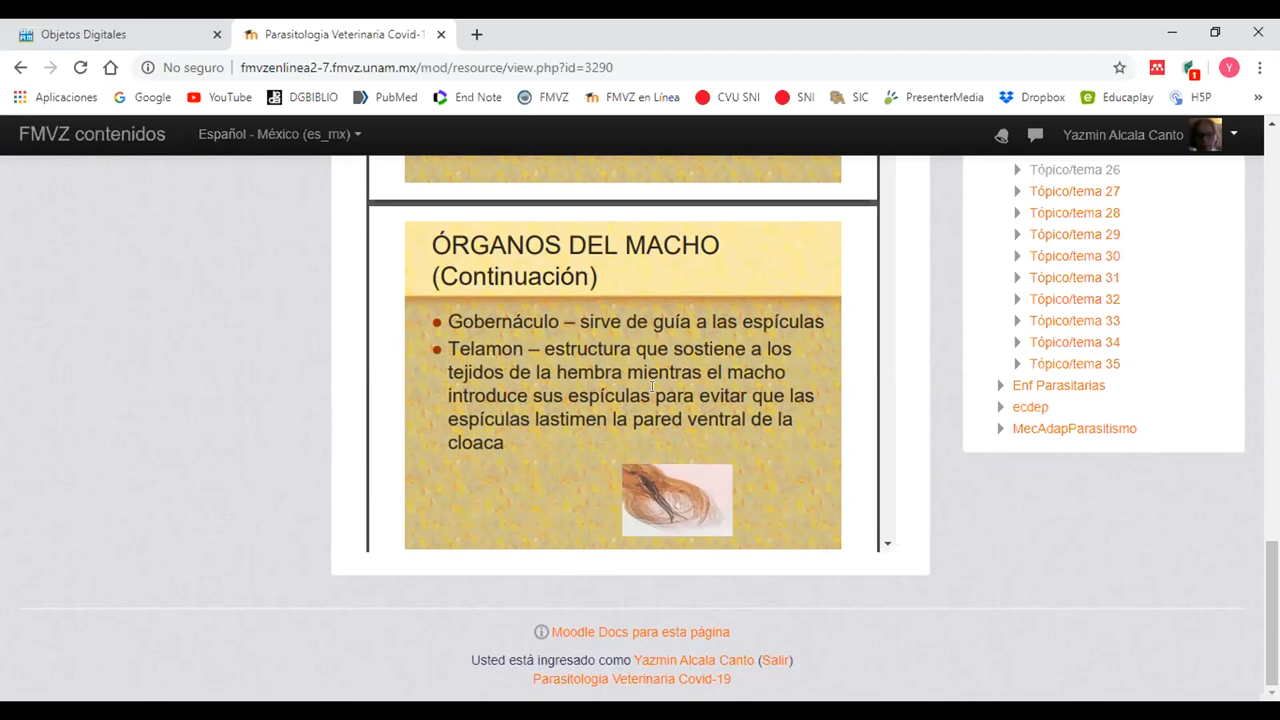 Objetos Digitales
Parasitologia Veterinaria Covid-1
No seguro
fmvzenlinea2-7.fmvz.unam.mx/mod/resource/view.php?id=3290
1
Y
Aplicaciones
Google
YouTube
DGBIBLIO
PubMed
End Note
FMVZ
FMVZ en Línea
CVU SNI
SNI
SIC
PresenterMedia
Dropbox
Educaplay
H5P
»
FMVZ contenidos
Español - México (es_mx)
Yazmin Alcala Canto
ÓRGANOS DEL MACHO
(Continuación)
• Gobernáculo – sirve de guía a las espículas
• Telamon – estructura que sostiene a los
tejidos de la hembra mientras el macho
introduce sus espículas para evitar que las
espículas lastimen la pared ventral de la
cloaca
Tópico/tema 26
Tópico/tema 27
Tópico/tema 28
Tópico/tema 29
Tópico/tema 30
Tópico/tema 31
Tópico/tema 32
Tópico/tema 33
Tópico/tema 34
Tópico/tema 35
Enf Parasitarias
ecdep
MecAdapParasitismo
Moodle Docs para esta página
Usted está ingresado como Yazmin Alcala Canto (Salir)
Parasitologia Veterinaria Covid-19